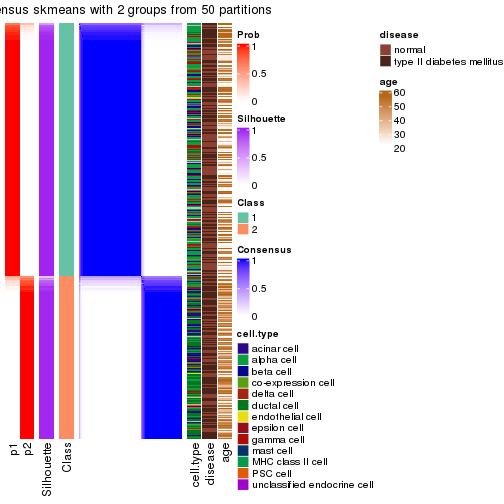 ensus skmeans with 2 groups from 50 partitions
Prob
1
0.5
0
Silhouette
1
0.5
0
Class
1
2
Consensus
1
0.5
0
cell.type
acinar cell
alpha cell
beta cell
co-expression cell
delta cell
ductal cell
endothelial cell
epsilon cell
gamma cell
mast cell
MHC class II cell
PSC cell
unclassified endocrine cell
disease
normal
type II diabetes mellitus
age
60
50
40
30
20
p1
p2
Silhouette
Class
cell.type
disease
age